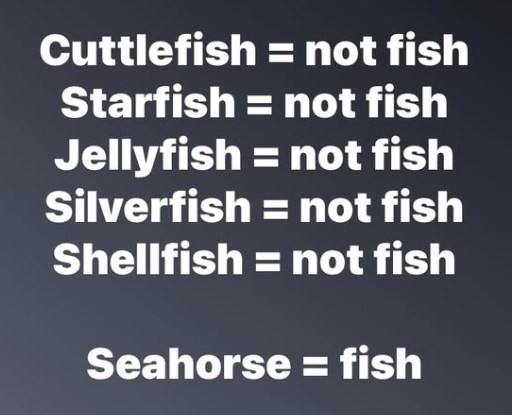 Cuttlefish = not fish
Starfish = not fish
Jellyfish = not fish
Silverfish = not fish
Shellfish = not fish
Seahorse = fish